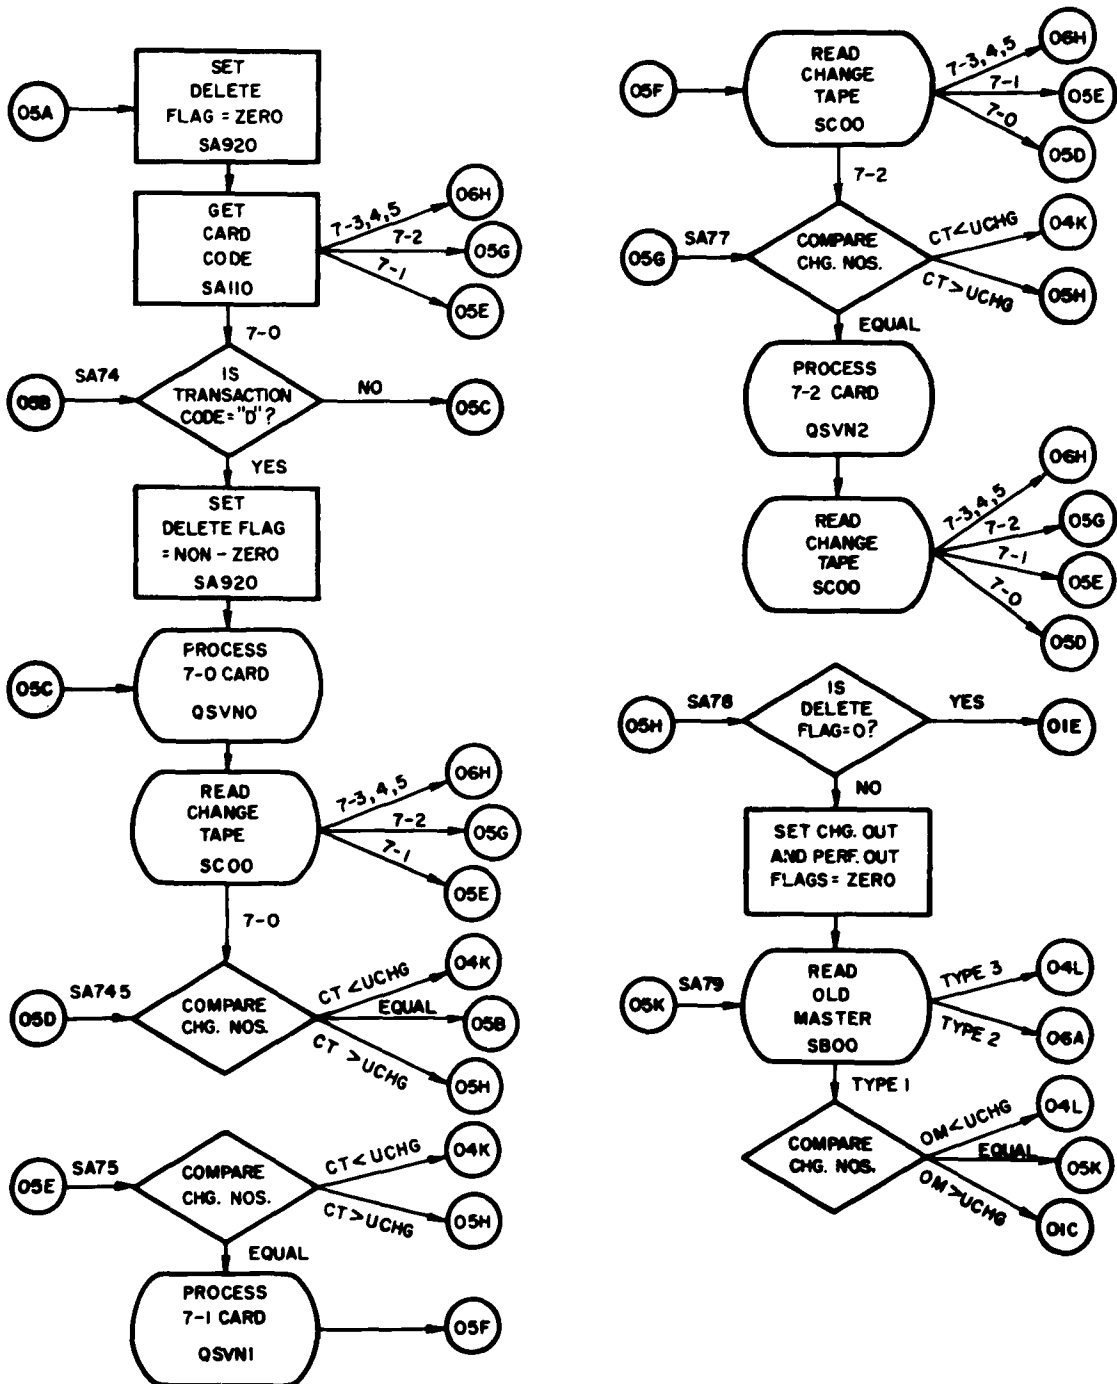 SET
DELETE
FLAG = ZERO
SA920
05A
GET
CARD
CODE
SA110
7-3,4,5
06H
7-2
05G
7-1
05E
7-0
05B
SA74
IS
TRANSACTION
CODE="D"?
NO
05C
YES
SET
DELETE FLAG
=NON-ZERO
SA920
05C
PROCESS
7-0 CARD
QSVN0
READ
CHANGE
TAPE
SC00
7-3,4,5
06H
7-2
05G
7-1
05E
7-0
05D
SA745
COMPARE
CHG. NOS.
CT<UCHG
04K
EQUAL
05B
CT >UCHG
05H
05E
SA75
COMPARE
CHG. NOS.
CT<UCHG
04K
CT>UCHG
05H
EQUAL
PROCESS
7-1 CARD
QSVN1
05F
05F
READ
CHANGE
TAPE
SC00
7-3,4,5
06H
7-1
05E
7-0
05D
7-2
05G
SA77
COMPARE
CHG. NOS.
CT<UCHG
04K
CT>UCHG
05H
EQUAL
PROCESS
7-2 CARD
QSVN2
READ
CHANGE
TAPE
SC00
7-3,4,5
06H
7-2
05G
7-1
05E
7-0
05D
05H
SA78
IS
DELETE
FLAG=0?
YES
01E
NO
SET CHG. OUT
AND PERF. OUT
FLAGS= ZERO
05K
SA79
READ
OLD
MASTER
SB00
TYPE 3
04L
TYPE 2
06A
TYPE 1
COMPARE
CHG. NOS.
OM<UCHG
04L
EQUAL
05K
OM>UCHG
01C